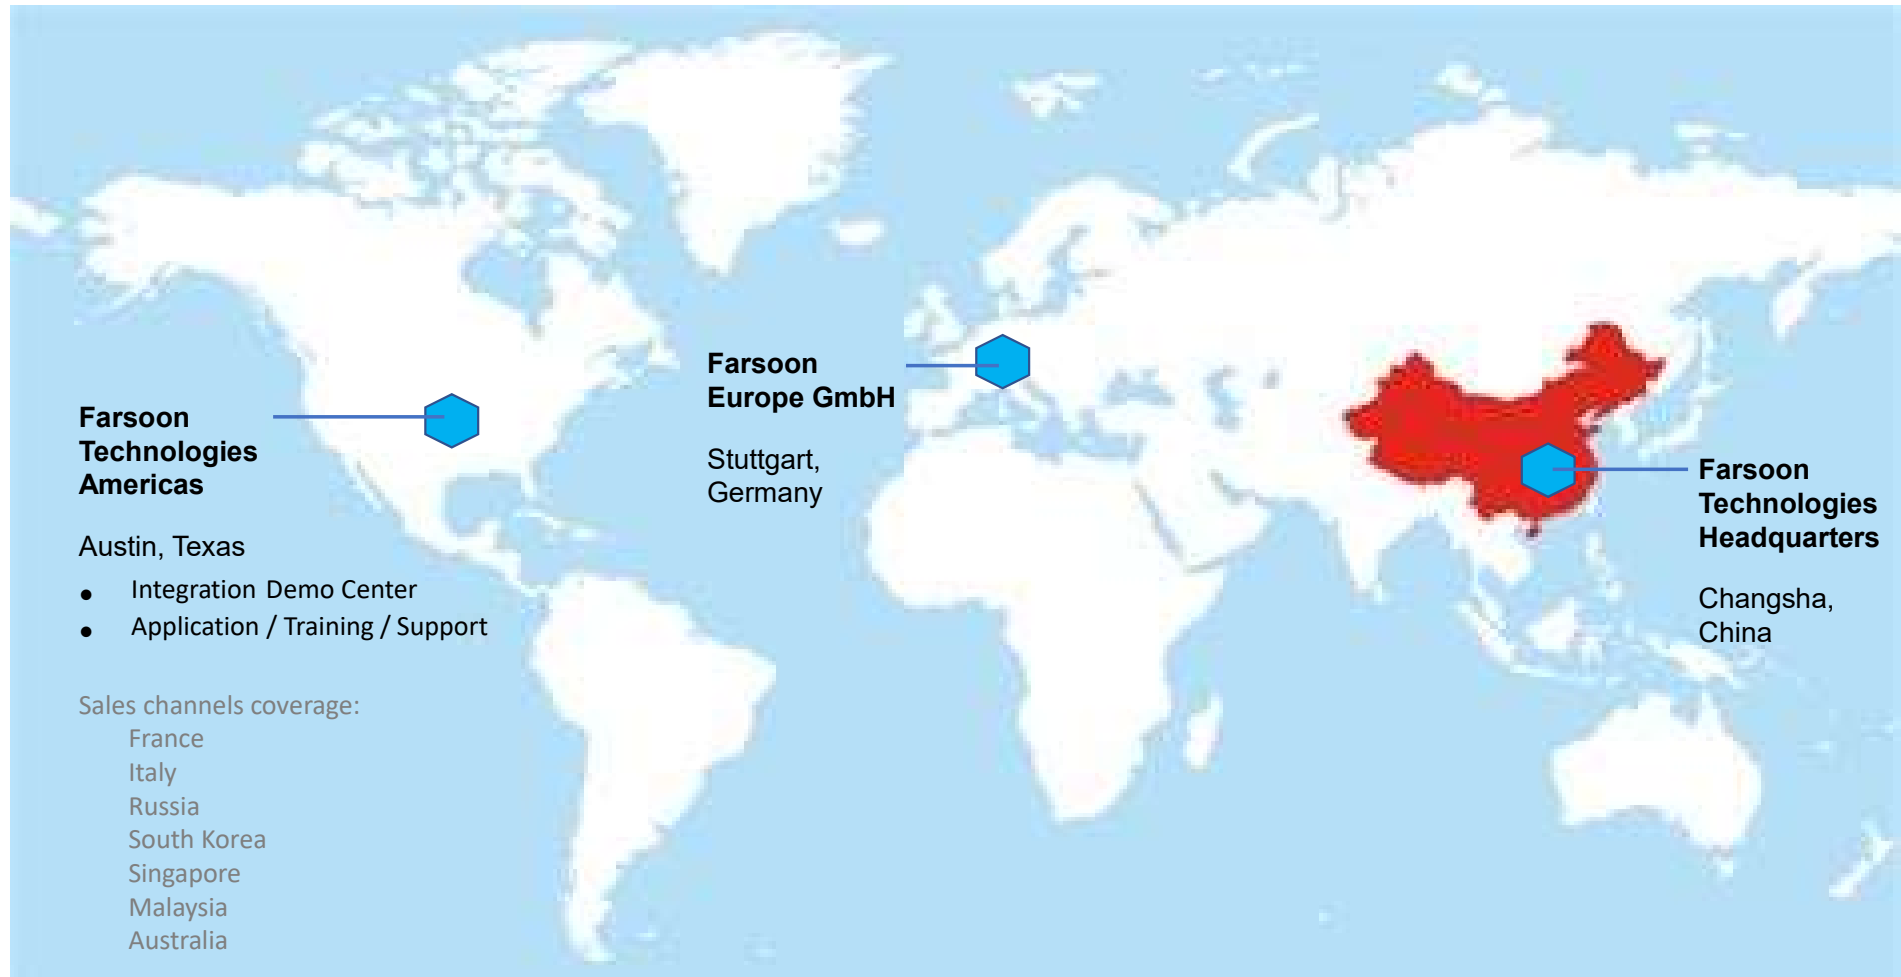 Farsoon
Technologies
Americas
Austin, Texas
• Integration Demo Center
• Application / Training / Support
Sales channels coverage:
France
Italy
Russia
South Korea
Singapore
Malaysia
Australia
Farsoon
Europe GmbH
Stuttgart,
Germany
Farsoon
Technologies
Headquarters
Changsha,
China